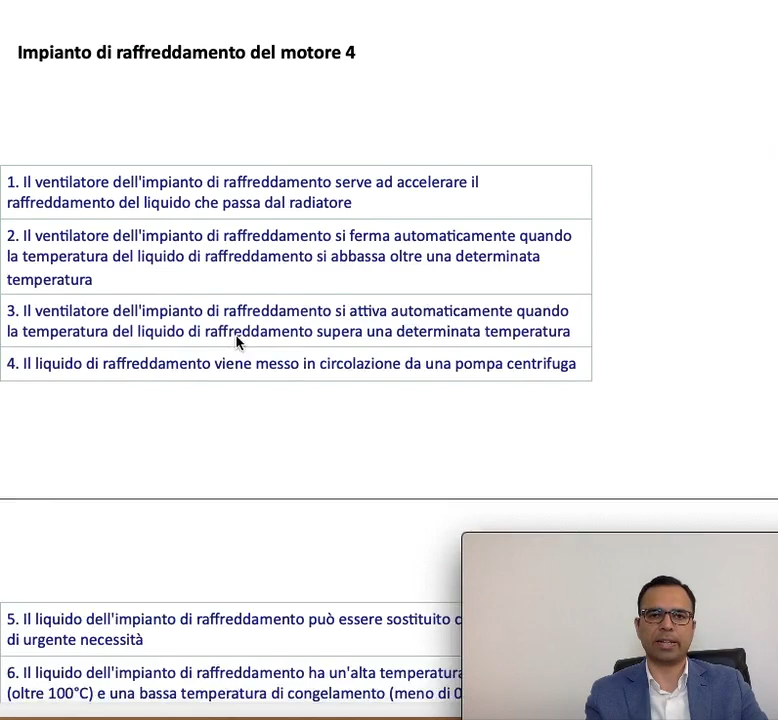 Impianto di raffreddamento del motore 4
1. Il ventilatore dell'impianto di raffreddamento serve ad accelerare il
raffreddamento del liquido che passa dal radiatore
2. Il ventilatore dell'impianto di raffreddamento si ferma automaticamente quando
la temperatura del liquido di raffreddamento si abbassa oltre una determinata
temperatura
3. Il ventilatore dell'impianto di raffreddamento si attiva automaticamente quando
la temperatura del liquido di raffreddamento supera una determinata temperatura
4. Il liquido di raffreddamento viene messo in circolazione da una pompa centrifuga
5. Il liquido dell'impianto di raffreddamento può essere sostituito
di urgente necessità
6. Il liquido dell'impianto di raffreddamento ha un'alta temperatura
(oltre 100°C) e una bassa temperatura di congelamento (meno di